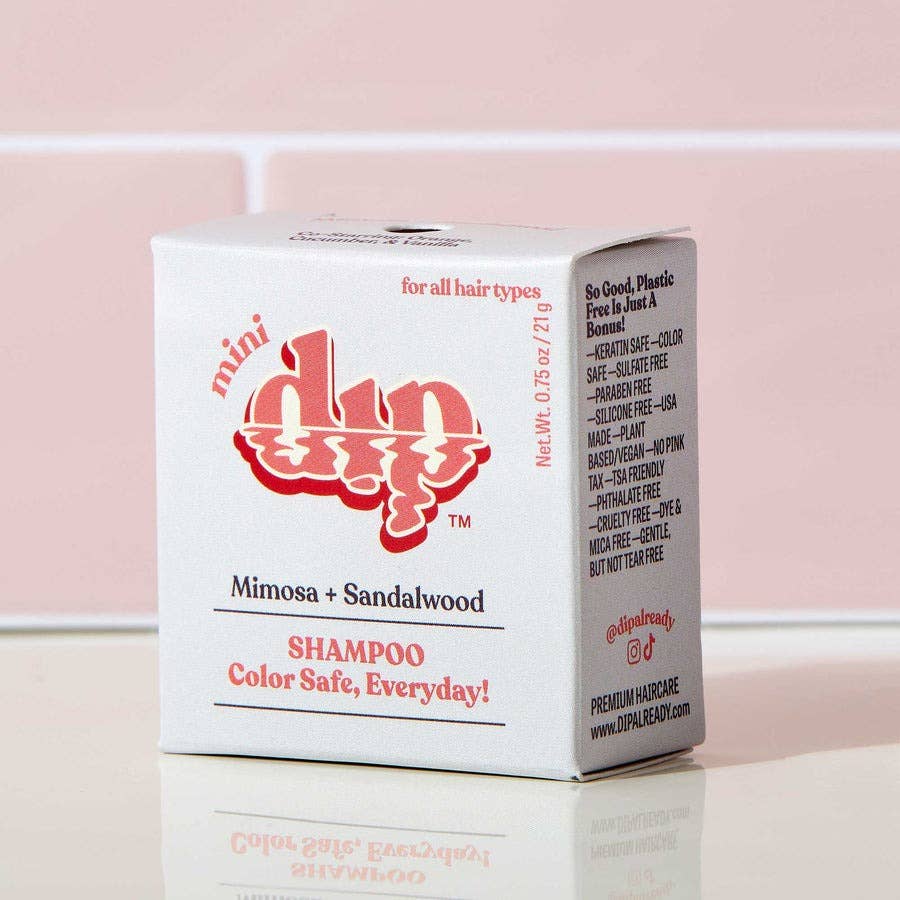 Co-Starring: Orange,
Cucumber, & Vanilla
for all hair types
mini
dip
TM
Net.Wt. 0.75 oz / 21 g
Mimosa + Sandalwood
SHAMPOO
Color Safe, Everyday!
So Good, Plastic
Free Is Just A
Bonus!
—KERATIN SAFE —COLOR
SAFE —SULFATE FREE
—PARABEN FREE
—SILICONE FREE —USA
MADE —PLANT
BASED/VEGAN —NO PINK
TAX —TSA FRIENDLY
—PHTHALATE FREE
—CRUELTY FREE —DYE &
MICA FREE —GENTLE,
BUT NOT TEAR FREE
@dipalready
PREMIUM HAIRCARE
www.DIPALREADY.com